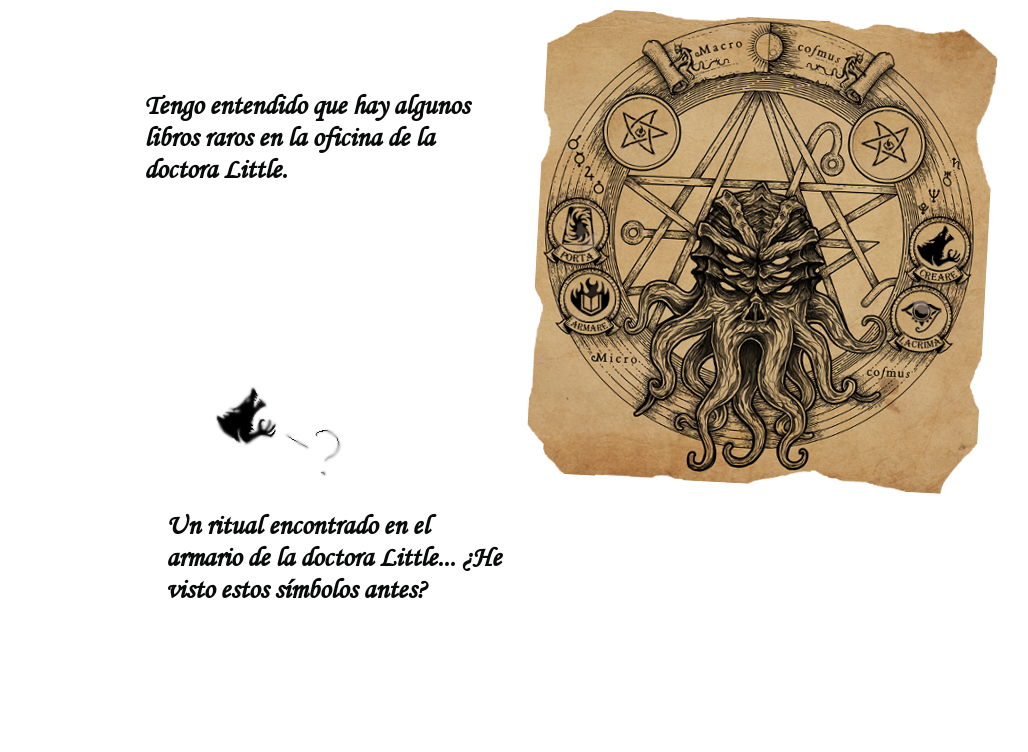 Tengo entendido que hay algunos
libros raros en la oficina de la
doctora Little.
Macro coſmus
PORTA
CREARE
ARMARE
LACRIMA
Micro coſmus
?
Un ritual encontrado en el
armario de la doctora Little... ¿He
visto estos símbolos antes?